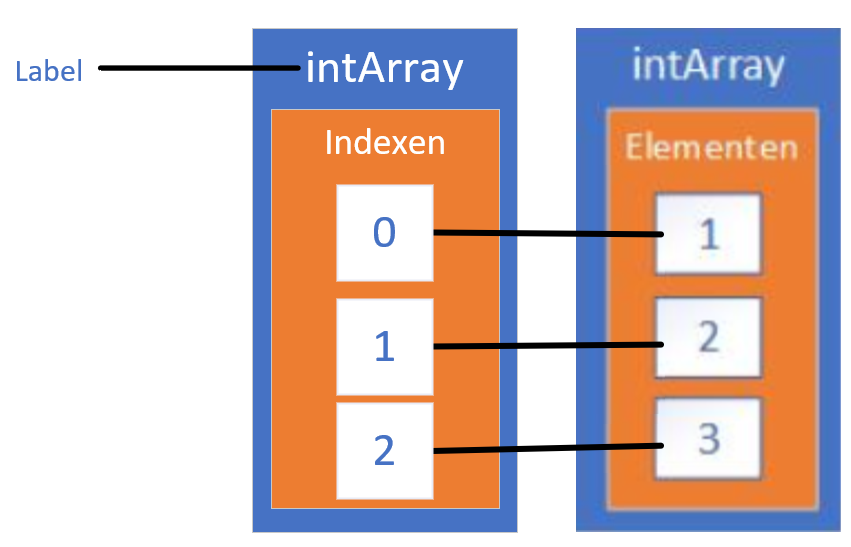 Label
intArray
Indexen
0
1
2
intArray
Elementen
1
2
3